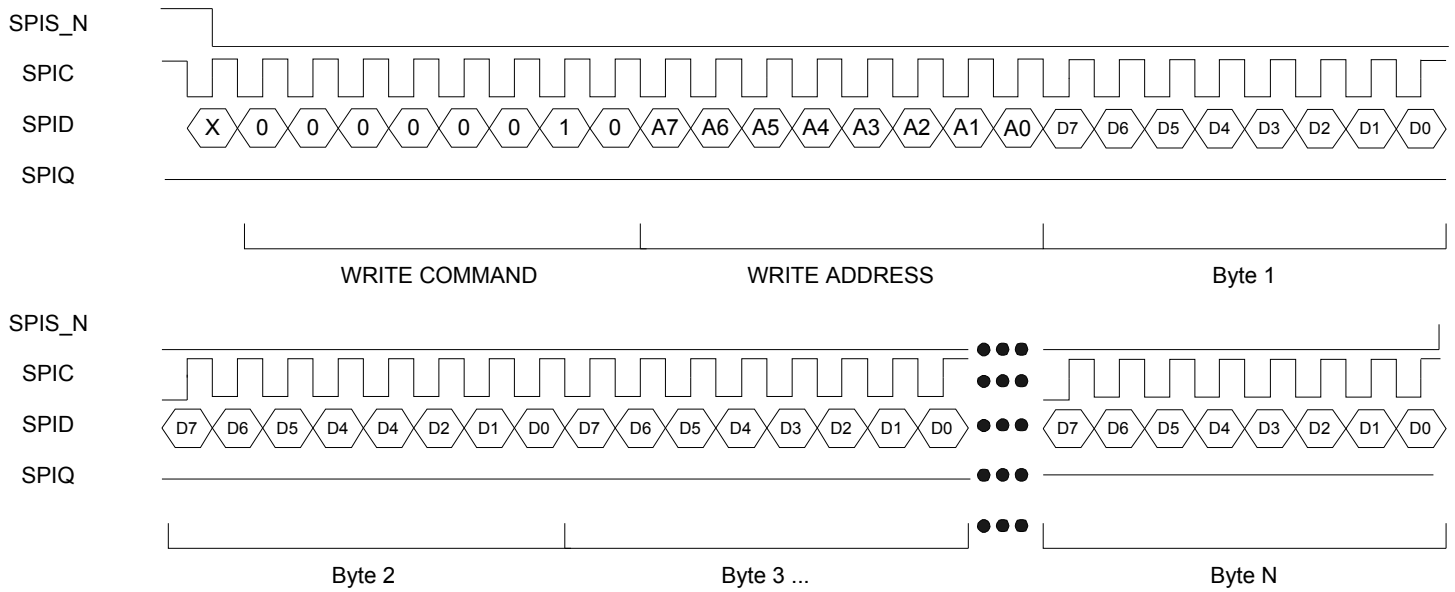 SPIS_N
SPIC
SPID X 0 0 0 0 0 0 1 0 A7 A6 A5 A4 A3 A2 A1 A0 D7 D6 D5 D4 D3 D2 D1 D0
SPIQ
WRITE COMMAND WRITE ADDRESS Byte 1
SPIS_N
SPIC
SPID D7 D6 D5 D4 D4 D2 D1 D0 D7 D6 D5 D4 D3 D2 D1 D0 D7 D6 D5 D4 D3 D2 D1 D0
SPIQ
Byte 2 Byte 3 ... Byte N